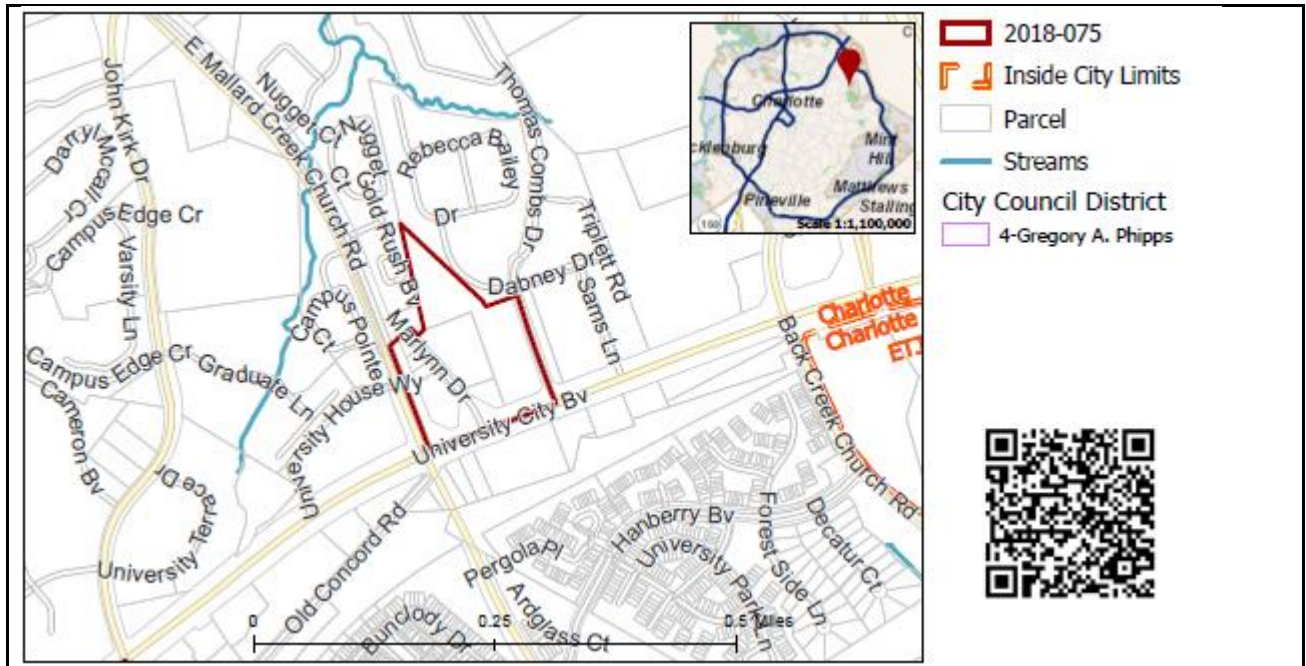 E Mallard Creek Church Rd
John Kirk Dr
Nugget Ct
Nugget Ct
Gold Rush Bv
Rebecca Bailey
Dr
Thomas Combs Dr
Triplett Rd
Dabney Dr
Sams Ln
Darryl McCall Cr
Campus Edge Cr
Varsity Ln
Campus Pointe
Ct
Marlynn Dr
Campus Edge Cr
Graduate Ln
University House Wy
University City Bv
Cameron Bv
University Terrace Dr
Old Concord Rd
Back Creek Church Rd
Charlotte
Charlotte
ETJ
Hanberry Bv
University Park Ln
Forest Side Ln
Decatur Ct
Pergola Pl
Ardglass Ct
Bunclody Dr
0
0.25
0.5 Miles
C
Charlotte
cklenburg
Mint
Hill
Matthews
Stalling
Pineville
160
Scale 1:1,100,000
2018-075
Inside City Limits
Parcel
Streams
City Council District
4-Gregory A. Phipps